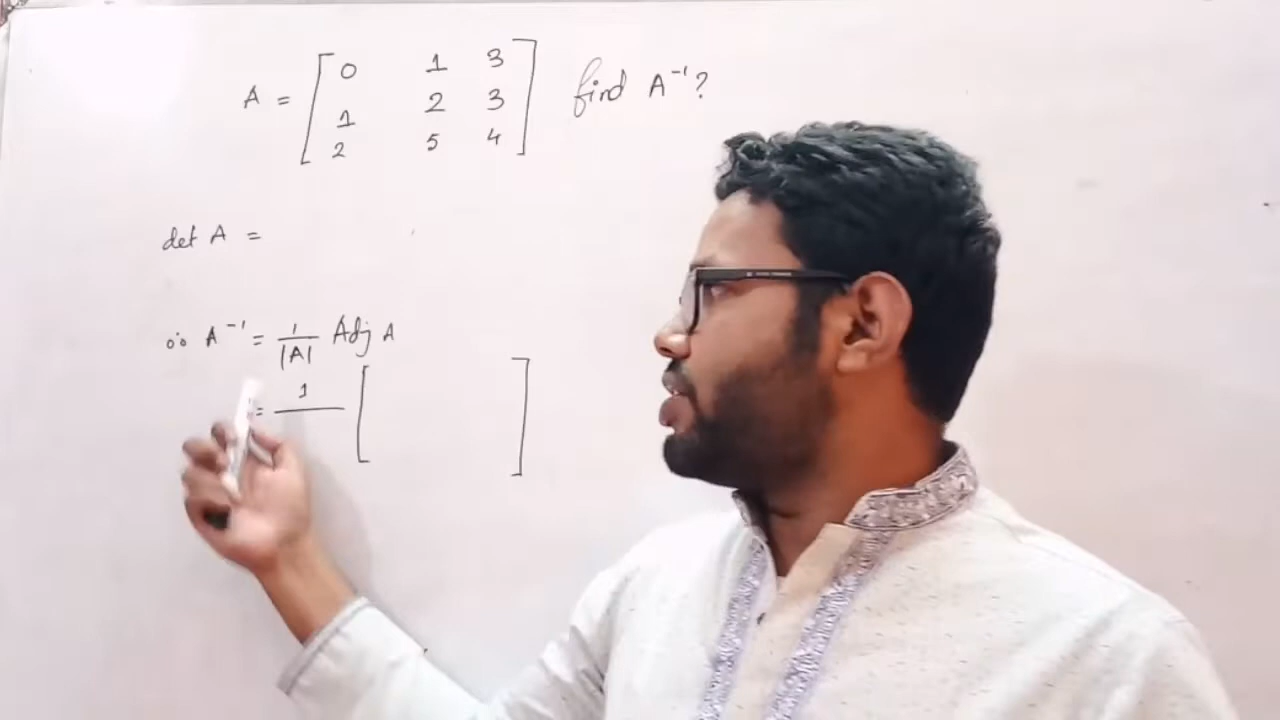 A = [ 0 1 3 find A⁻¹?
1 2 3
2 5 4 ]
det A =
∴ A⁻¹ = 1/|A| Adj A
= 1/ [ ]